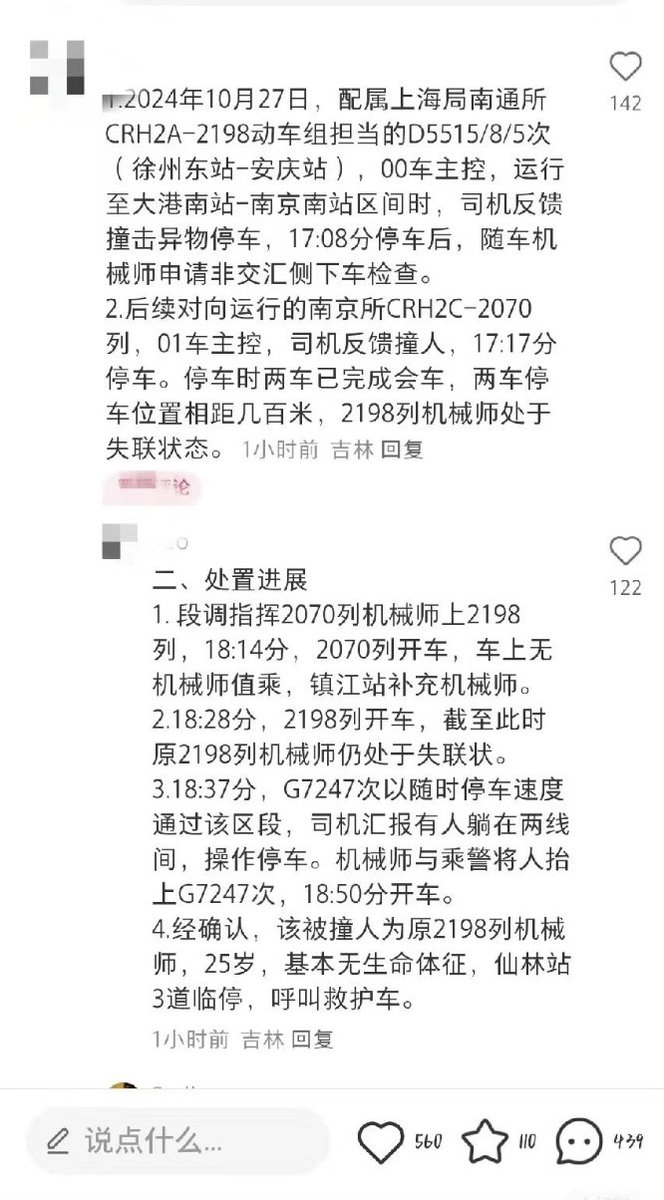 142
1.2024年10月27日，配属上海局南通所
CRH2A-2198动车组担当的D5515/8/5次
（徐州东站-安庆站），00车主控，运行
至大港南站-南京南站区间时，司机反馈
撞击异物停车，17:08分停车后，随车机
械师申请非交汇侧下车检查。
2.后续对向运行的南京所CRH2C-2070
列，01车主控，司机反馈撞人，17:17分
停车。停车时两车已完成会车，两车停
车位置相距几百米，2198列机械师处于
失联状态。 1小时前 吉林 回复
论
122
二、处置进展
1. 段调指挥2070列机械师上2198
列，18:14分，2070列开车，车上无
机械师值乘，镇江站补充机械师。
2.18:28分，2198列开车，截至此时
原2198列机械师仍处于失联状。
3.18:37分，G7247次以随时停车速度
通过该区段，司机汇报有人躺在两线
间，操作停车。机械师与乘警将人抬
上G7247次，18:50分开车。
4.经确认，该被撞人为原2198列机械
师，25岁，基本无生命体征，仙林站
3道临停，呼叫救护车。
1小时前 吉林 回复
说点什么... 560 110 439